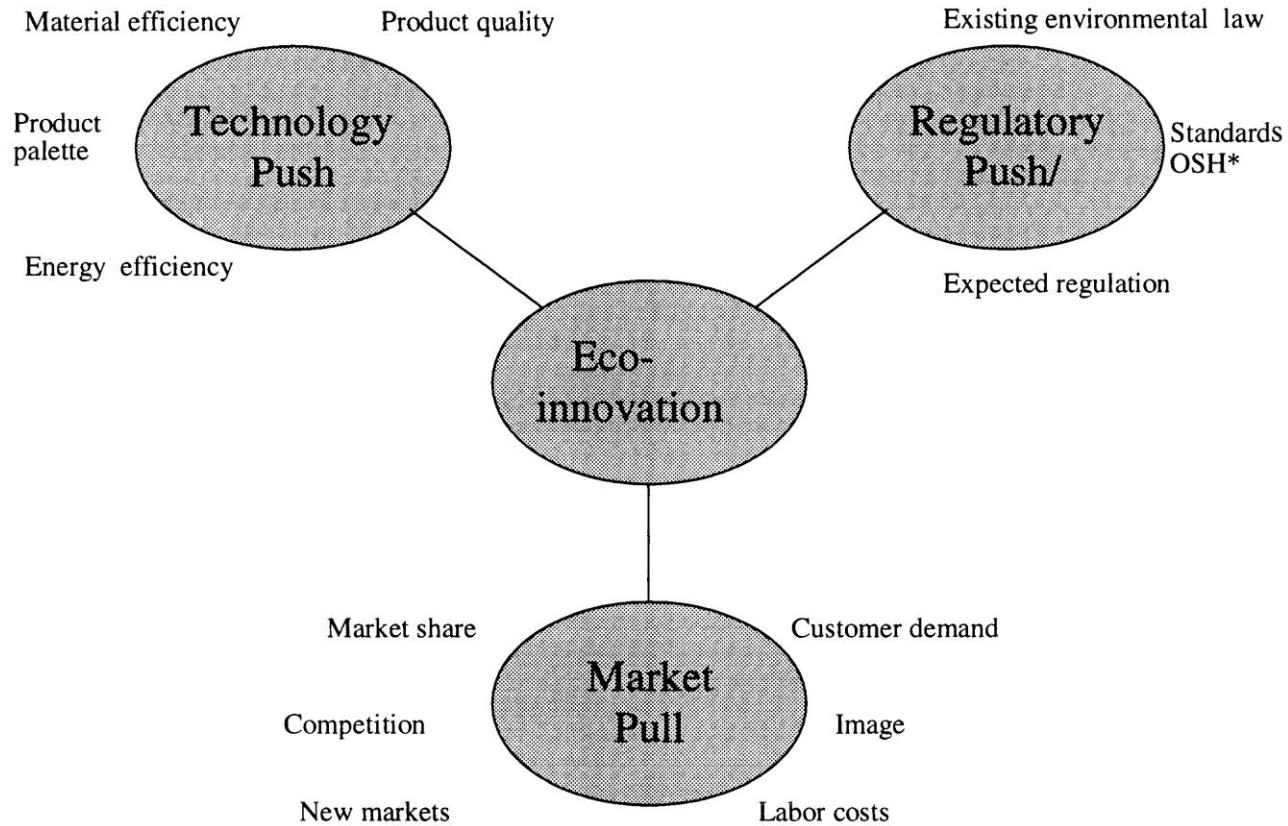 Material efficiency
Product quality
Existing environmental law
Technology
Push
Product
palette
Regulatory
Push/
Standards
OSH*
Energy efficiency
Expected regulation
Eco-
innovation
Market share
Customer demand
Market
Pull
Competition
Image
New markets
Labor costs